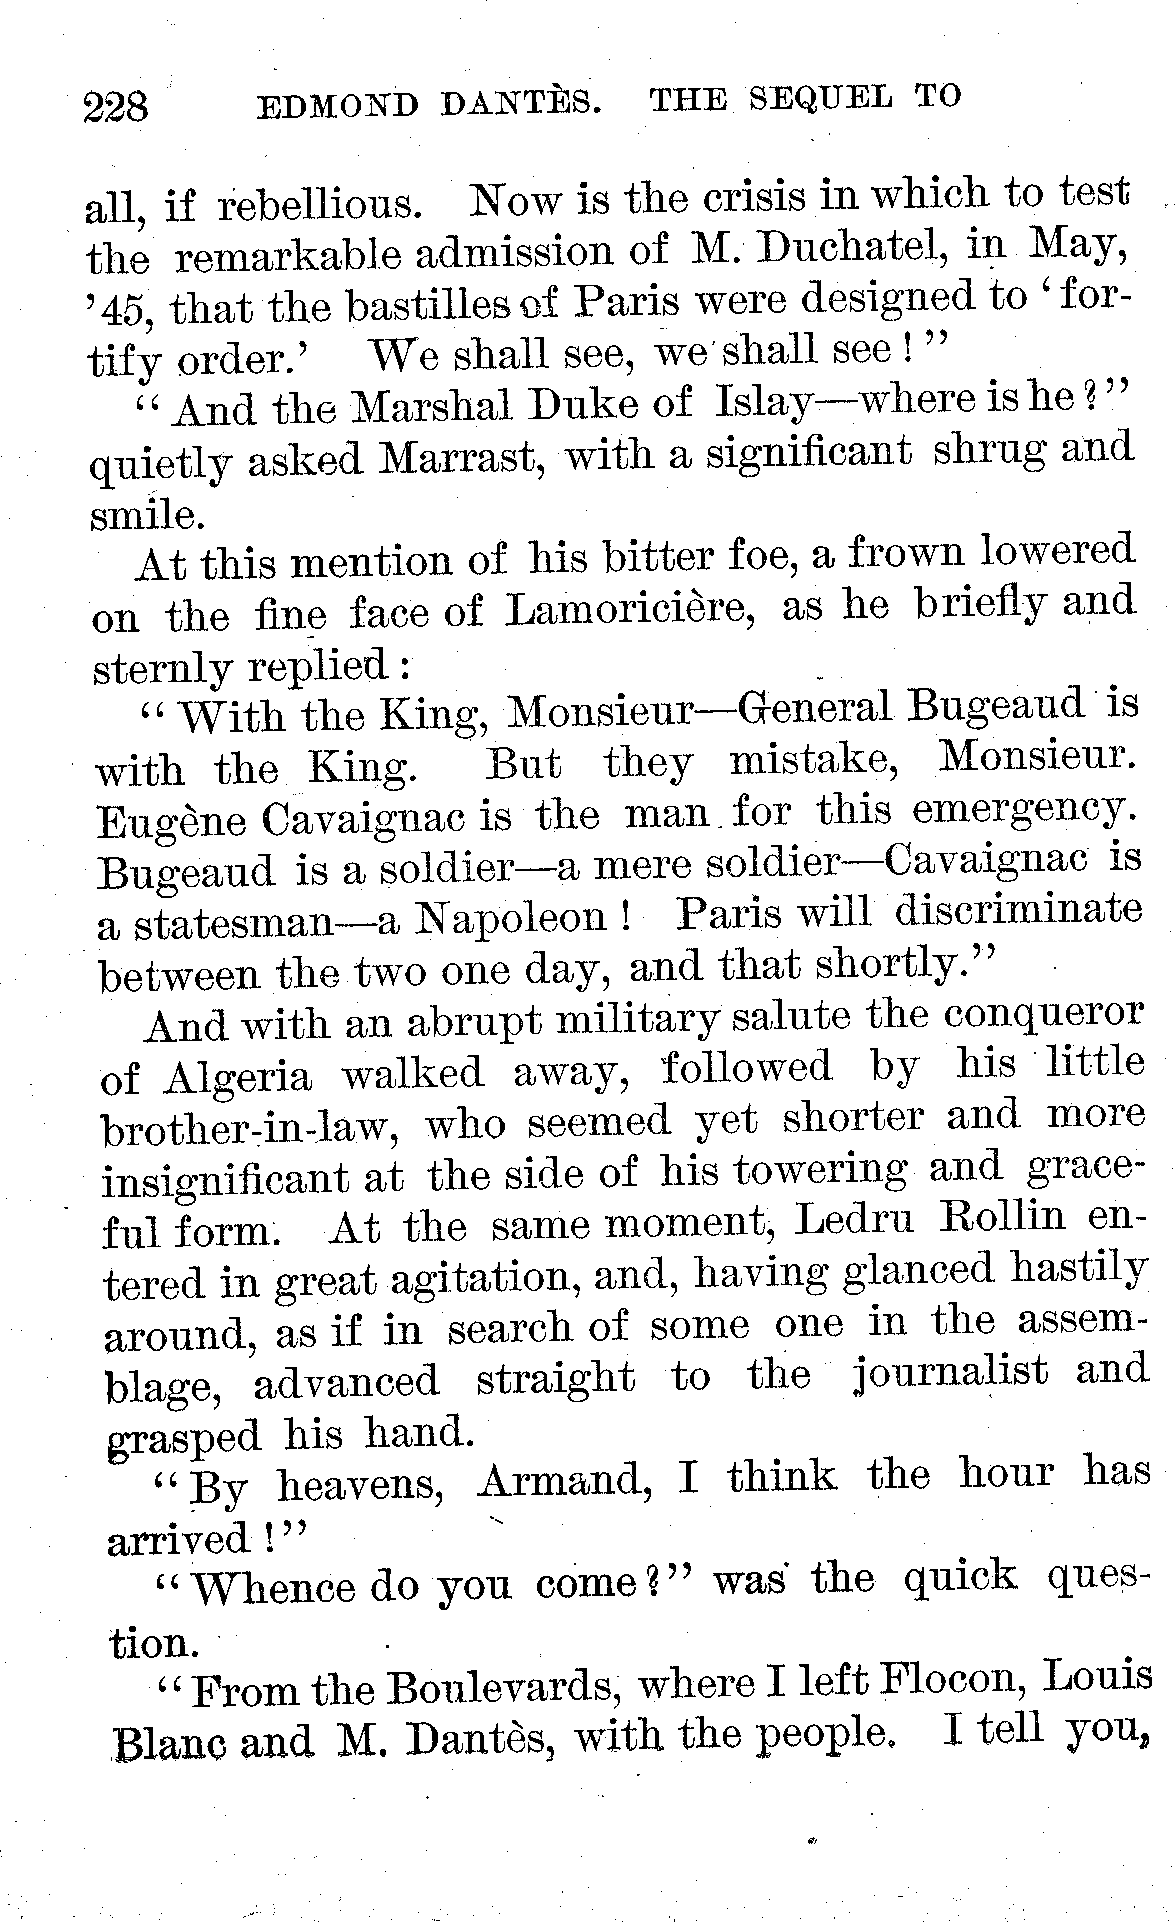 228 EDMOND DANTÈS. THE SEQUEL TO
all, if rebellious. Now is the crisis in which to test
the remarkable admission of M. Duchatel, in May,
’45, that the bastilles of Paris were designed to ‘for-
tify order.’ We shall see, we shall see ! ”
“ And the Marshal Duke of Islay—where is he ? ”
quietly asked Marrast, with a significant shrug and
smile.
At this mention of his bitter foe, a frown lowered
on the fine face of Lamoricière, as he briefly and
sternly replied :
“ With the King, Monsieur—General Bugeaud is
with the King. But they mistake, Monsieur.
Eugène Cavaignac is the man for this emergency.
Bugeaud is a soldier—a mere soldier—Cavaignac is
a statesman—a Napoleon ! Paris will discriminate
between the two one day, and that shortly.”
And with an abrupt military salute the conqueror
of Algeria walked away, followed by his little
brother-in-law, who seemed yet shorter and more
insignificant at the side of his towering and grace-
ful form. At the same moment, Ledru Rollin en-
tered in great agitation, and, having glanced hastily
around, as if in search of some one in the assem-
blage, advanced straight to the journalist and
grasped his hand.
“ By heavens, Armand, I think the hour has
arrived ! ”
“ Whence do you come ? ” was the quick ques-
tion.
“ From the Boulevards, where I left Flocon, Louis
Blanc and M. Dantès, with the people. I tell you,